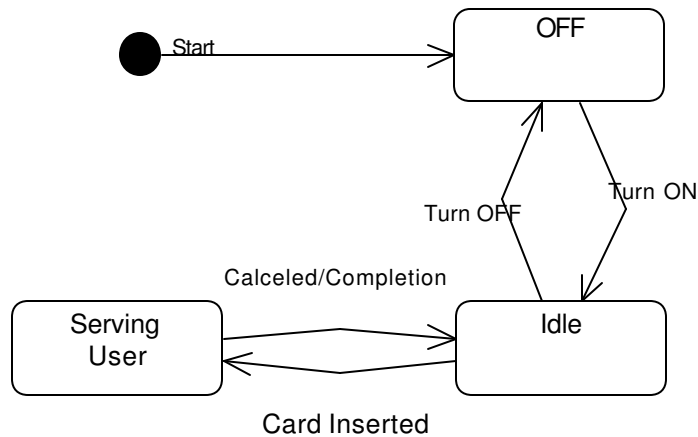 OFF
Start
Turn ON
Turn OFF
Calceled/Completion
Serving
User
Idle
Card Inserted